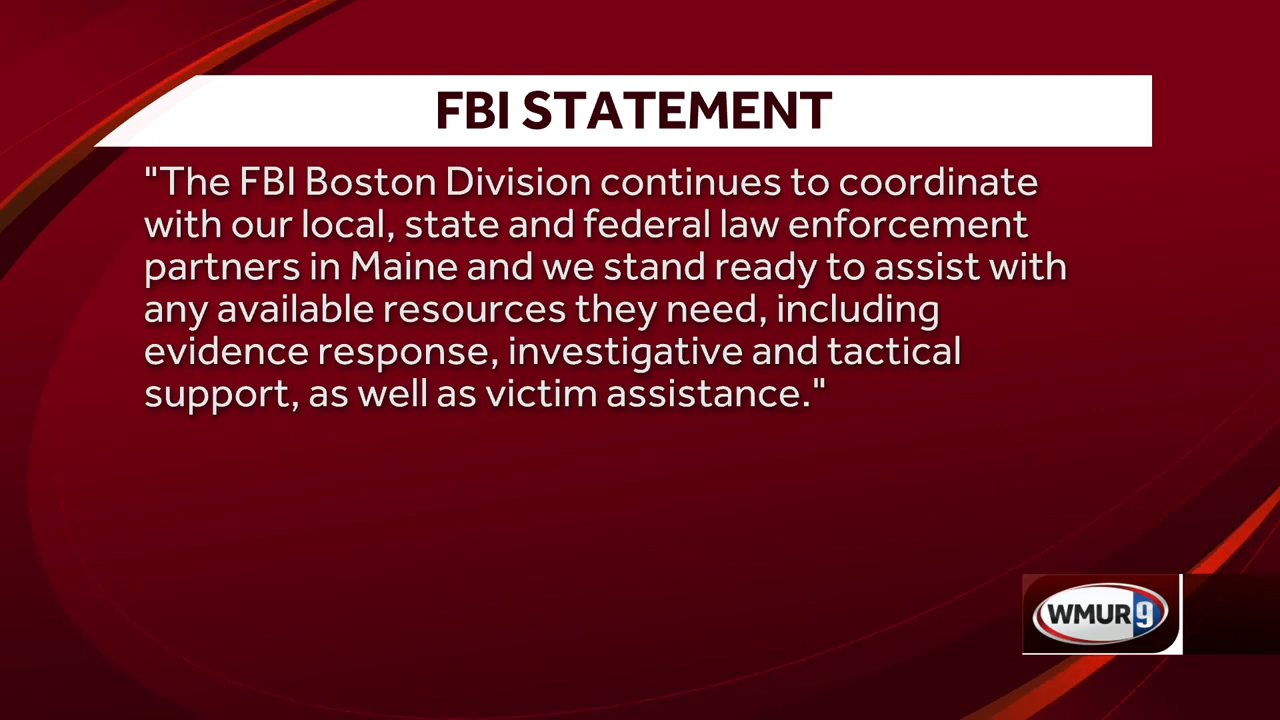 FBI STATEMENT
"The FBI Boston Division continues to coordinate
with our local, state and federal law enforcement
partners in Maine and we stand ready to assist with
any available resources they need, including
evidence response, investigative and tactical
support, as well as victim assistance."
WMUR9